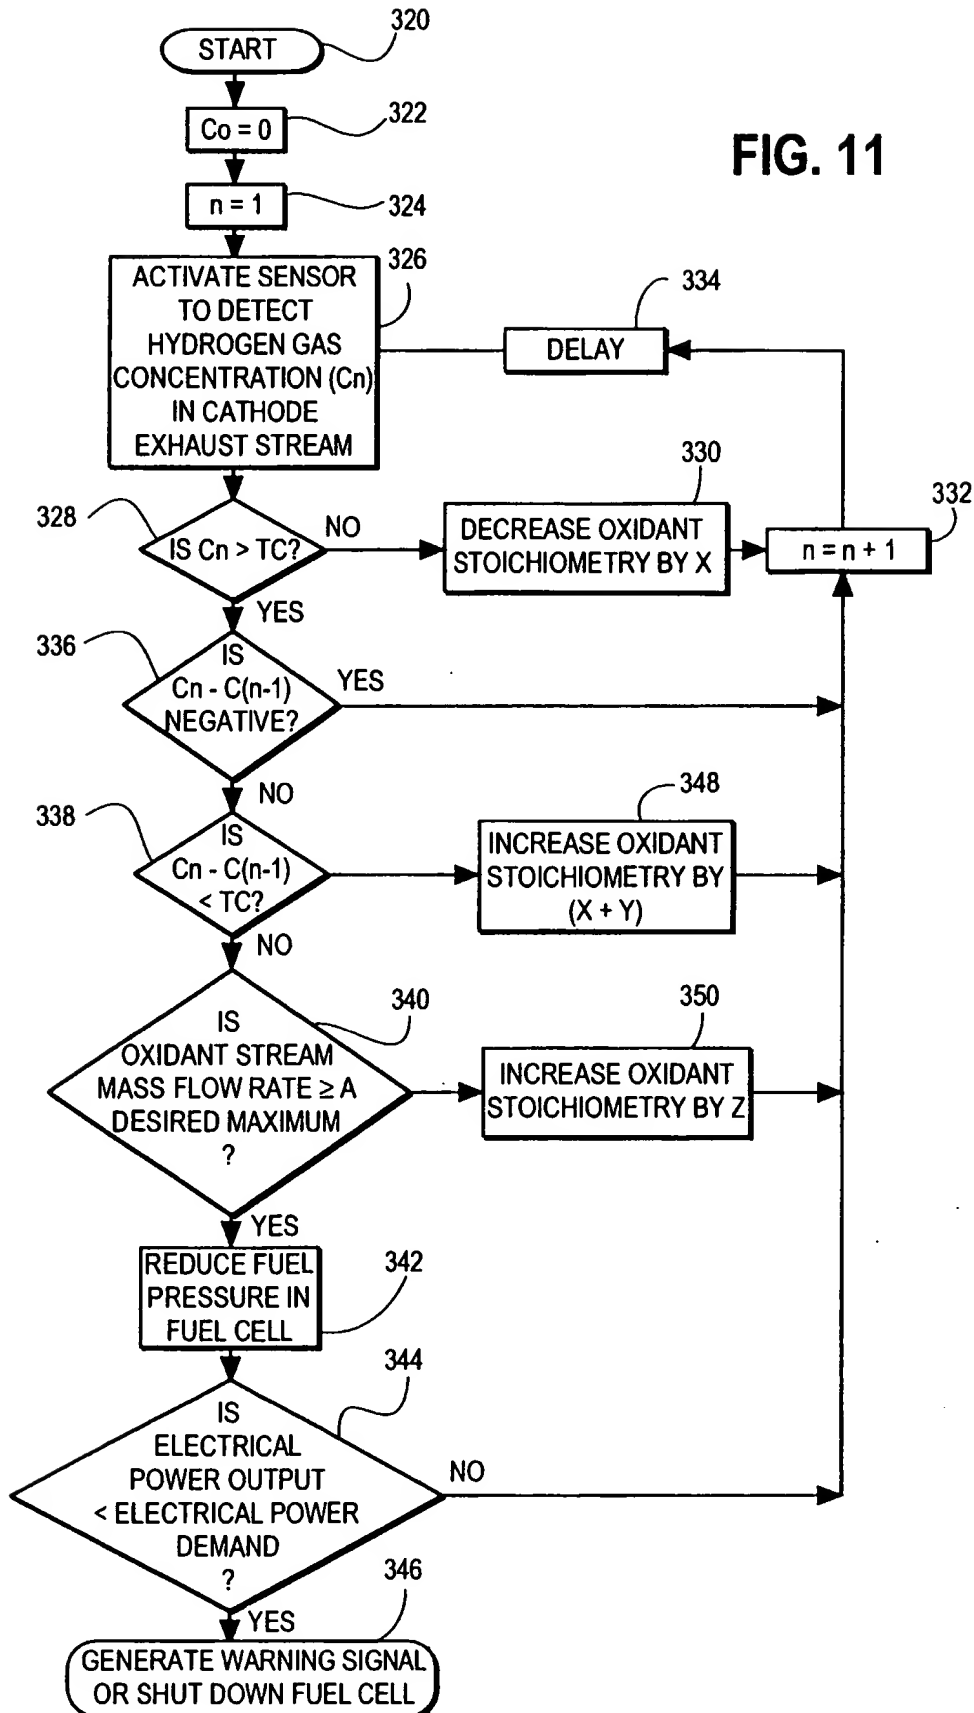 320
START
322
Co = 0
FIG. 11
n = 1
324
326
ACTIVATE SENSOR
TO DETECT
HYDROGEN GAS
CONCENTRATION (Cn)
IN CATHODE
EXHAUST STREAM
334
DELAY
328
IS Cn > TC?
NO
330
DECREASE OXIDANT
STOICHIOMETRY BY X
332
n = n + 1
YES
336
IS
Cn - C(n-1)
NEGATIVE?
YES
NO
338
IS
Cn - C(n-1)
< TC?
348
INCREASE OXIDANT
STOICHIOMETRY BY
(X + Y)
NO
340
IS
OXIDANT STREAM
MASS FLOW RATE ≥ A
DESIRED MAXIMUM
?
350
INCREASE OXIDANT
STOICHIOMETRY BY Z
YES
REDUCE FUEL
PRESSURE IN
FUEL CELL
342
344
IS
ELECTRICAL
POWER OUTPUT
< ELECTRICAL POWER
DEMAND
?
NO
YES
346
GENERATE WARNING SIGNAL
OR SHUT DOWN FUEL CELL